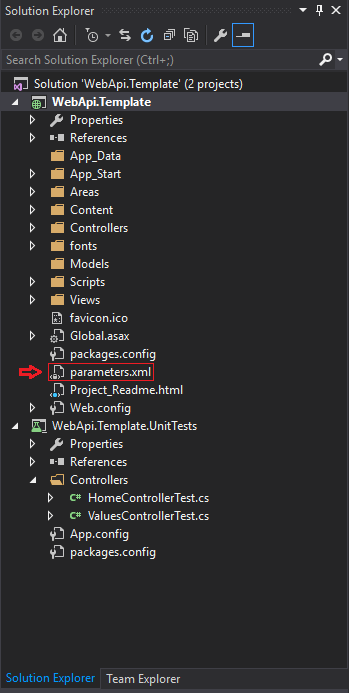 Solution Explorer
Search Solution Explorer (Ctrl+;)
Solution 'WebApi.Template' (2 projects)
WebApi.Template
Properties
References
App_Data
App_Start
Areas
Content
Controllers
fonts
Models
Scripts
Views
favicon.ico
Global.asax
packages.config
parameters.xml
Project_Readme.html
Web.config
WebApi.Template.UnitTests
Properties
References
Controllers
C# HomeControllerTest.cs
C# ValuesControllerTest.cs
App.config
packages.config
Solution Explorer Team Explorer